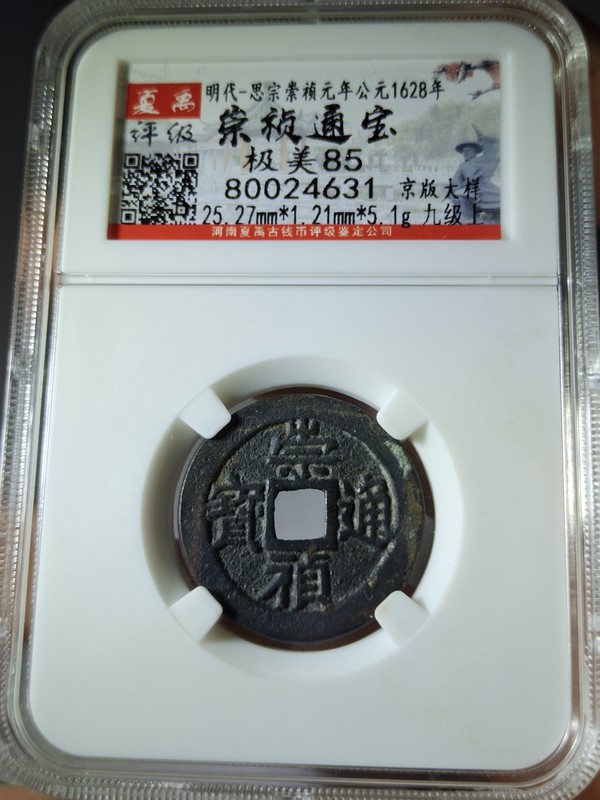 夏禹
评级
明代-思宗崇祯元年公元1628年
崇祯通宝
极美85
80024631 京版大样
25.27mm*1.21mm*5.1g 九级上
河南夏禹古钱币评级鉴定公司
崇禎通寶